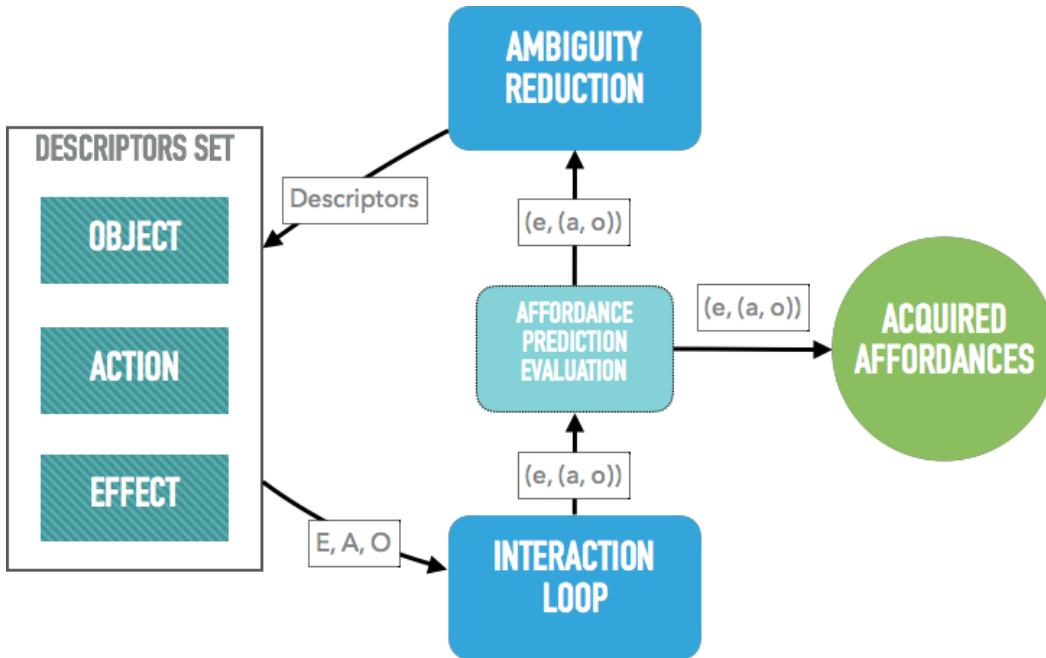 AMBIGUITY
REDUCTION
DESCRIPTORS SET
OBJECT
ACTION
EFFECT
Descriptors
(e, (a, o))
AFFORDANCE
PREDICTION
EVALUATION
(e, (a, o))
ACQUIRED
AFFORDANCES
(e, (a, o))
E, A, O
INTERACTION
LOOP